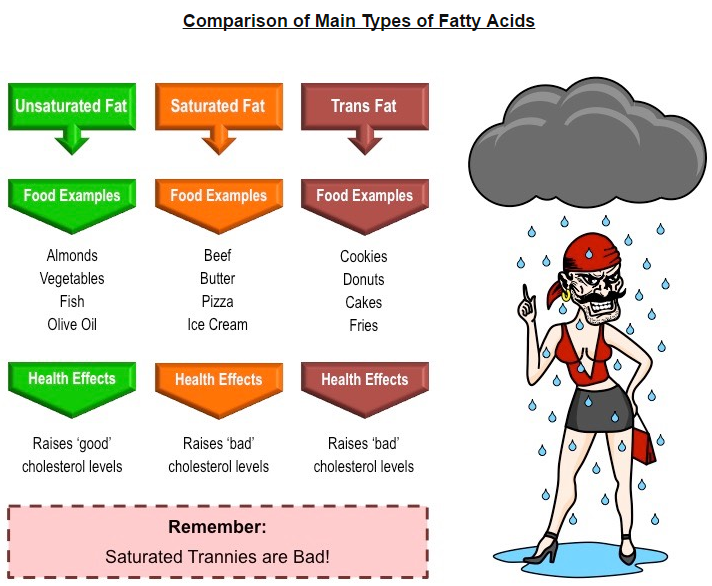 Comparison of Main Types of Fatty Acids
Unsaturated Fat
Saturated Fat
Trans Fat
Food Examples
Food Examples
Food Examples
Almonds
Vegetables
Fish
Olive Oil
Beef
Butter
Pizza
Ice Cream
Cookies
Donuts
Cakes
Fries
Health Effects
Health Effects
Health Effects
Raises ‘good’
cholesterol levels
Raises ‘bad’
cholesterol levels
Raises ‘bad’
cholesterol levels
Remember:
Saturated Trannies are Bad!